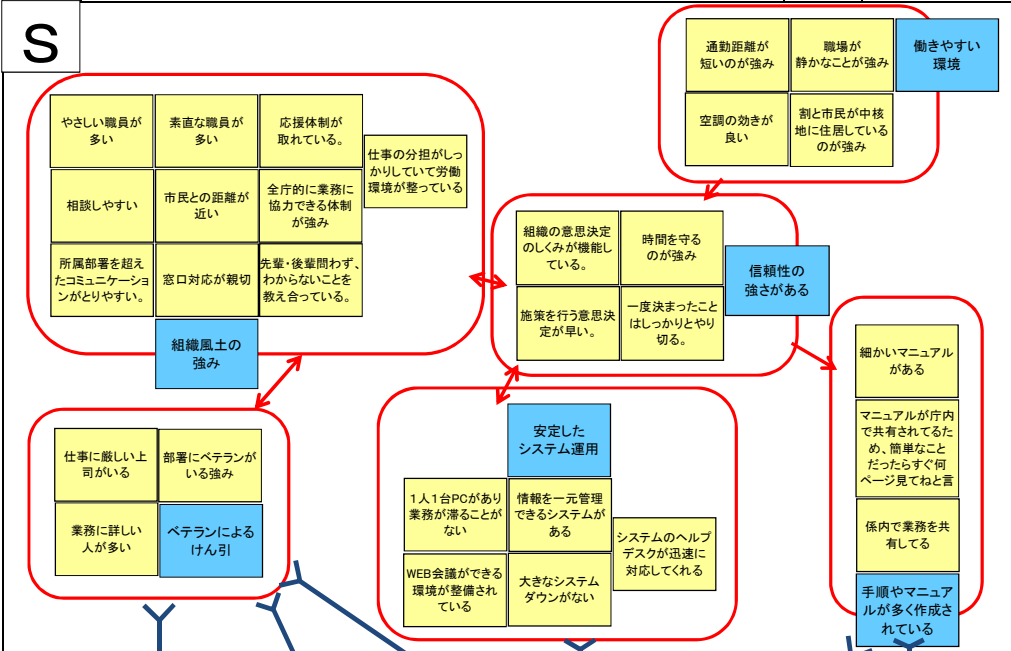 S
通勤距離が
短いのが強み
職場が
静かなことが強み
働きやすい
環境
空調の効きが
良い
割と市民が中核
地に住居している
のが強み
やさしい職員が
多い
素直な職員が
多い
応援体制が
取れている。
仕事の分担がしっ
かりしていて労働
環境が整っている
相談しやすい
市民との距離が
近い
全庁的に業務に
協力できる体制
が強み
所属部署を超え
たコミュニケーショ
ンがとりやすい。
窓口対応が親切
先輩・後輩問わず、
わからないことを
教え合っている。
組織風土の
強み
組織の意思決定
のしくみが機能し
ている。
時間を守る
のが強み
信頼性の
強さがある
施策を行う意思決
定が早い。
一度決まったこと
はしっかりとやり
切る。
細かいマニュアル
がある
マニュアルが庁内
で共有されてるた
め、簡単なこと
だったらすぐ何
ページ見てねと言
係内で業務を共
有してる
手順やマニュア
ルが多く作成さ
れている
仕事に厳しい上
司がいる
部署にベテランが
いる強み
業務に詳しい
人が多い
ベテランによる
けん引
安定した
システム運用
1人1台PCがあり
業務が滞ることが
ない
情報を一元管理
できるシステムが
ある
システムのヘルプ
デスクが迅速に
対応してくれる
WEB会議ができる
環境が整備され
ている
大きなシステム
ダウンがない